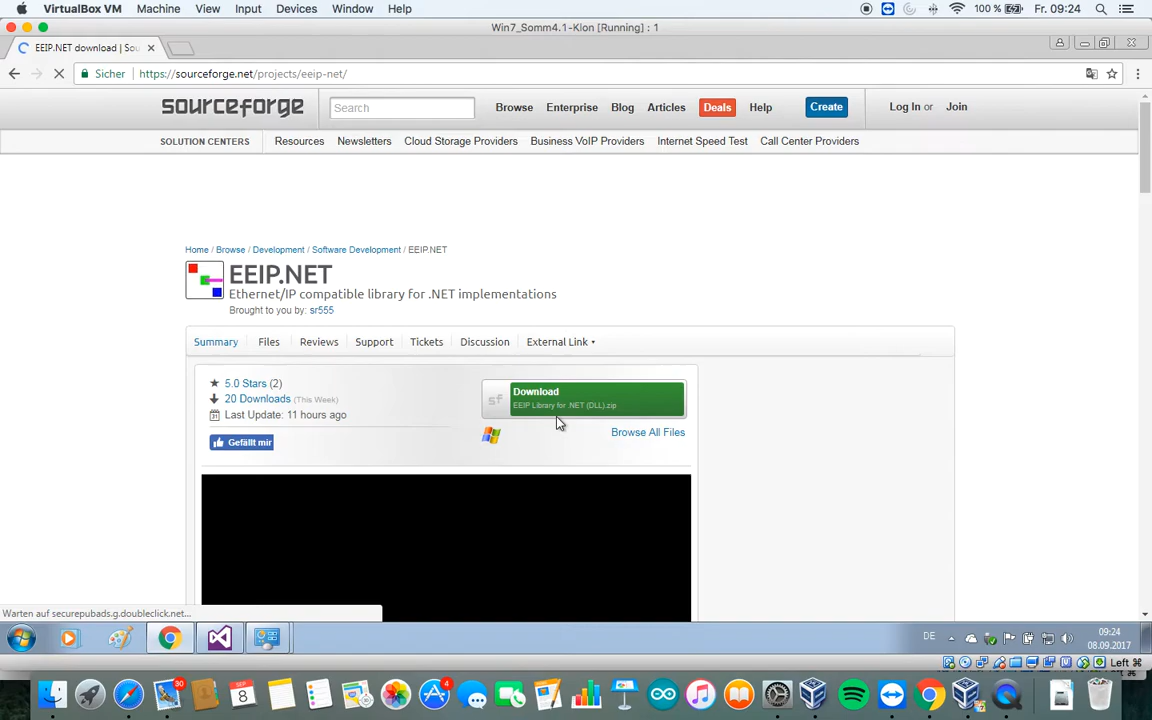 VirtualBox VM Machine View Input Devices Window Help 100 % Fr. 09:24
Win7_Somm4.1-Klon [Running] : 1
EEIP.NET download | Sou
Sicher https://sourceforge.net/projects/eeip-net/
sourceforge Search Browse Enterprise Blog Articles Deals Help Create Log In or Join
SOLUTION CENTERS Resources Newsletters Cloud Storage Providers Business VoIP Providers Internet Speed Test Call Center Providers
Home / Browse / Development / Software Development / EEIP.NET
EEIP.NET
Ethernet/IP compatible library for .NET implementations
Brought to you by: sr555
Summary Files Reviews Support Tickets Discussion External Link
5.0 Stars (2)
20 Downloads (This Week)
Last Update: 11 hours ago
Gefällt mir
sf Download
EEIP Library for .NET (DLL).zip
Browse All Files
Warten auf securepubads.g.doubleclick.net...
DE 09:24
08.09.2017
Left ⌘
30 8 4